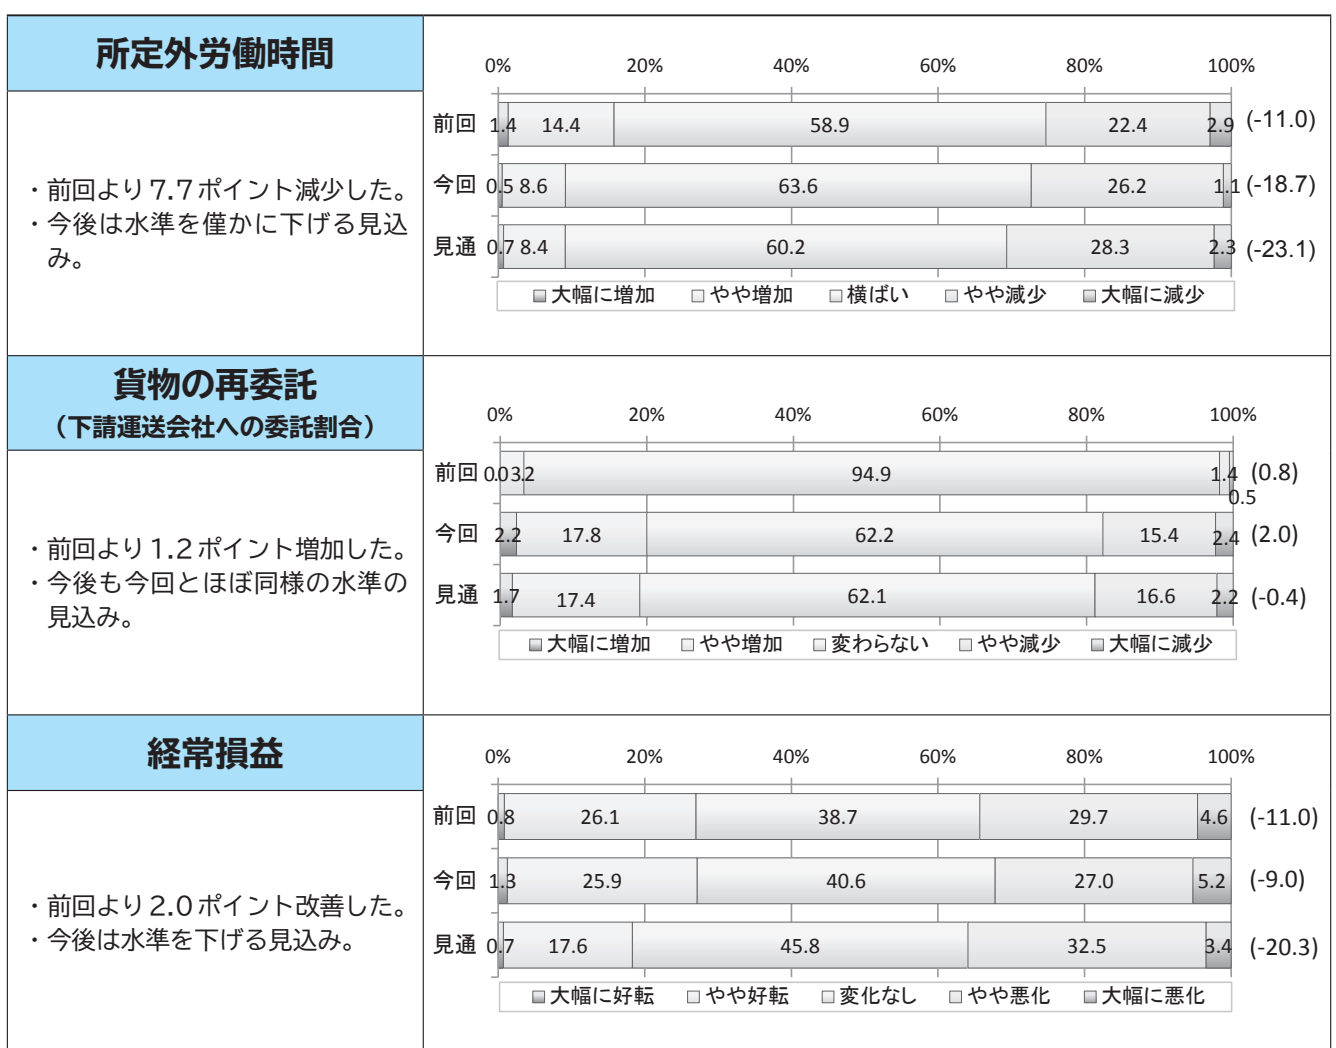 所定外労働時間
・前回より7.7ポイント減少した。
・今後は水準を僅かに下げる見込
み。
0% 20% 40% 60% 80% 100%
前回 1.4 14.4 58.9 22.4 2.9 (-11.0)
今回 0.5 8.6 63.6 26.2 1.1 (-18.7)
見通 0.7 8.4 60.2 28.3 2.3 (-23.1)
大幅に増加 やや増加 横ばい やや減少 大幅に減少
貨物の再委託
（下請運送会社への委託割合）
・前回より1.2ポイント増加した。
・今後も今回とほぼ同様の水準の
見込み。
0% 20% 40% 60% 80% 100%
前回 0.0 3.2 94.9 1.4 0.5 (0.8)
今回 2.2 17.8 62.2 15.4 2.4 (2.0)
見通 1.7 17.4 62.1 16.6 2.2 (-0.4)
大幅に増加 やや増加 変わらない やや減少 大幅に減少
経常損益
・前回より2.0ポイント改善した。
・今後は水準を下げる見込み。
0% 20% 40% 60% 80% 100%
前回 0.8 26.1 38.7 29.7 4.6 (-11.0)
今回 1.3 25.9 40.6 27.0 5.2 (-9.0)
見通 0.7 17.6 45.8 32.5 3.4 (-20.3)
大幅に好転 やや好転 変化なし やや悪化 大幅に悪化